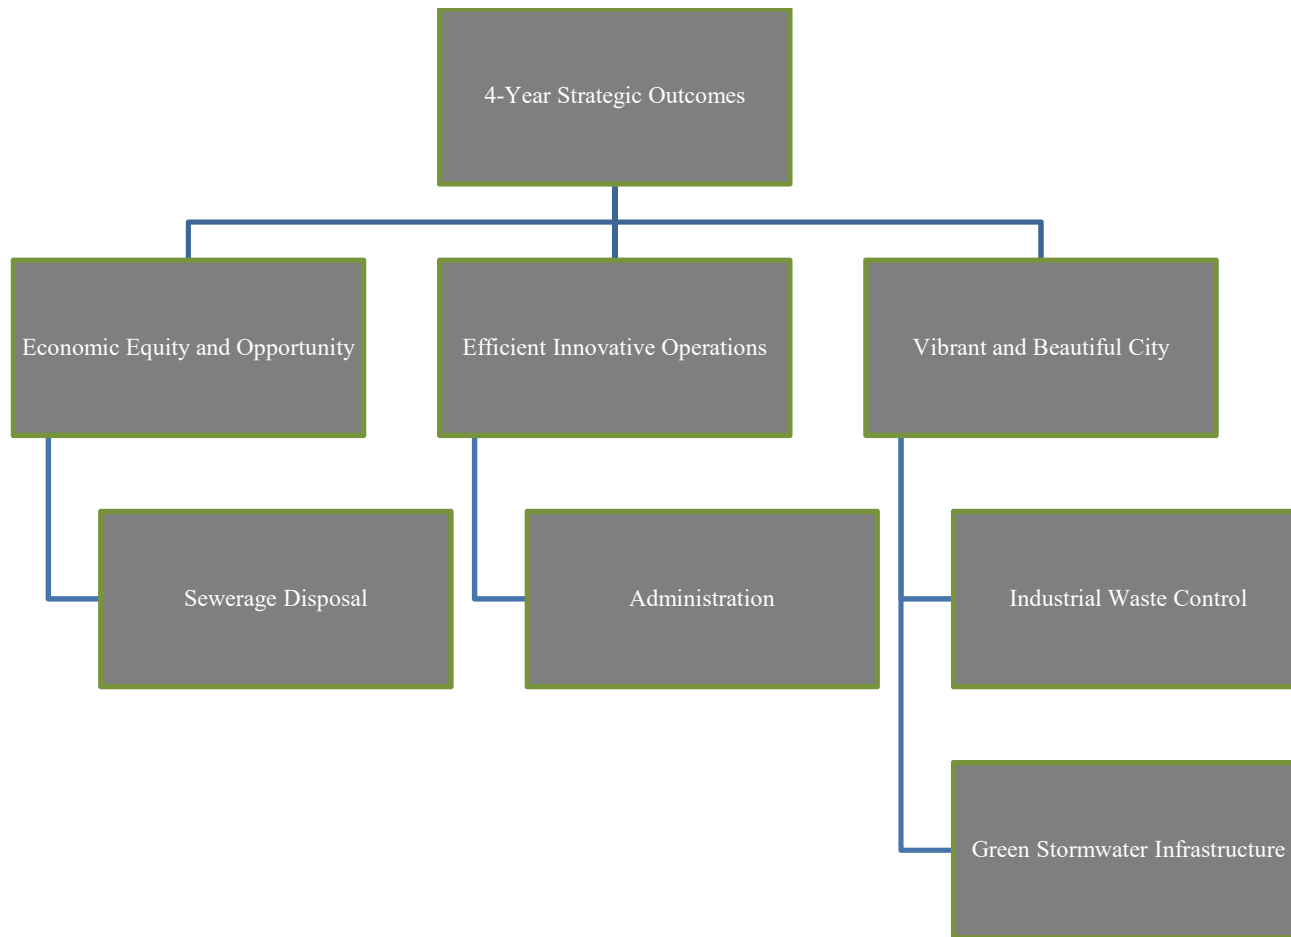 4-Year Strategic Outcomes
Economic Equity and Opportunity
Efficient Innovative Operations
Vibrant and Beautiful City
Sewerage Disposal
Administration
Industrial Waste Control
Green Stormwater Infrastructure